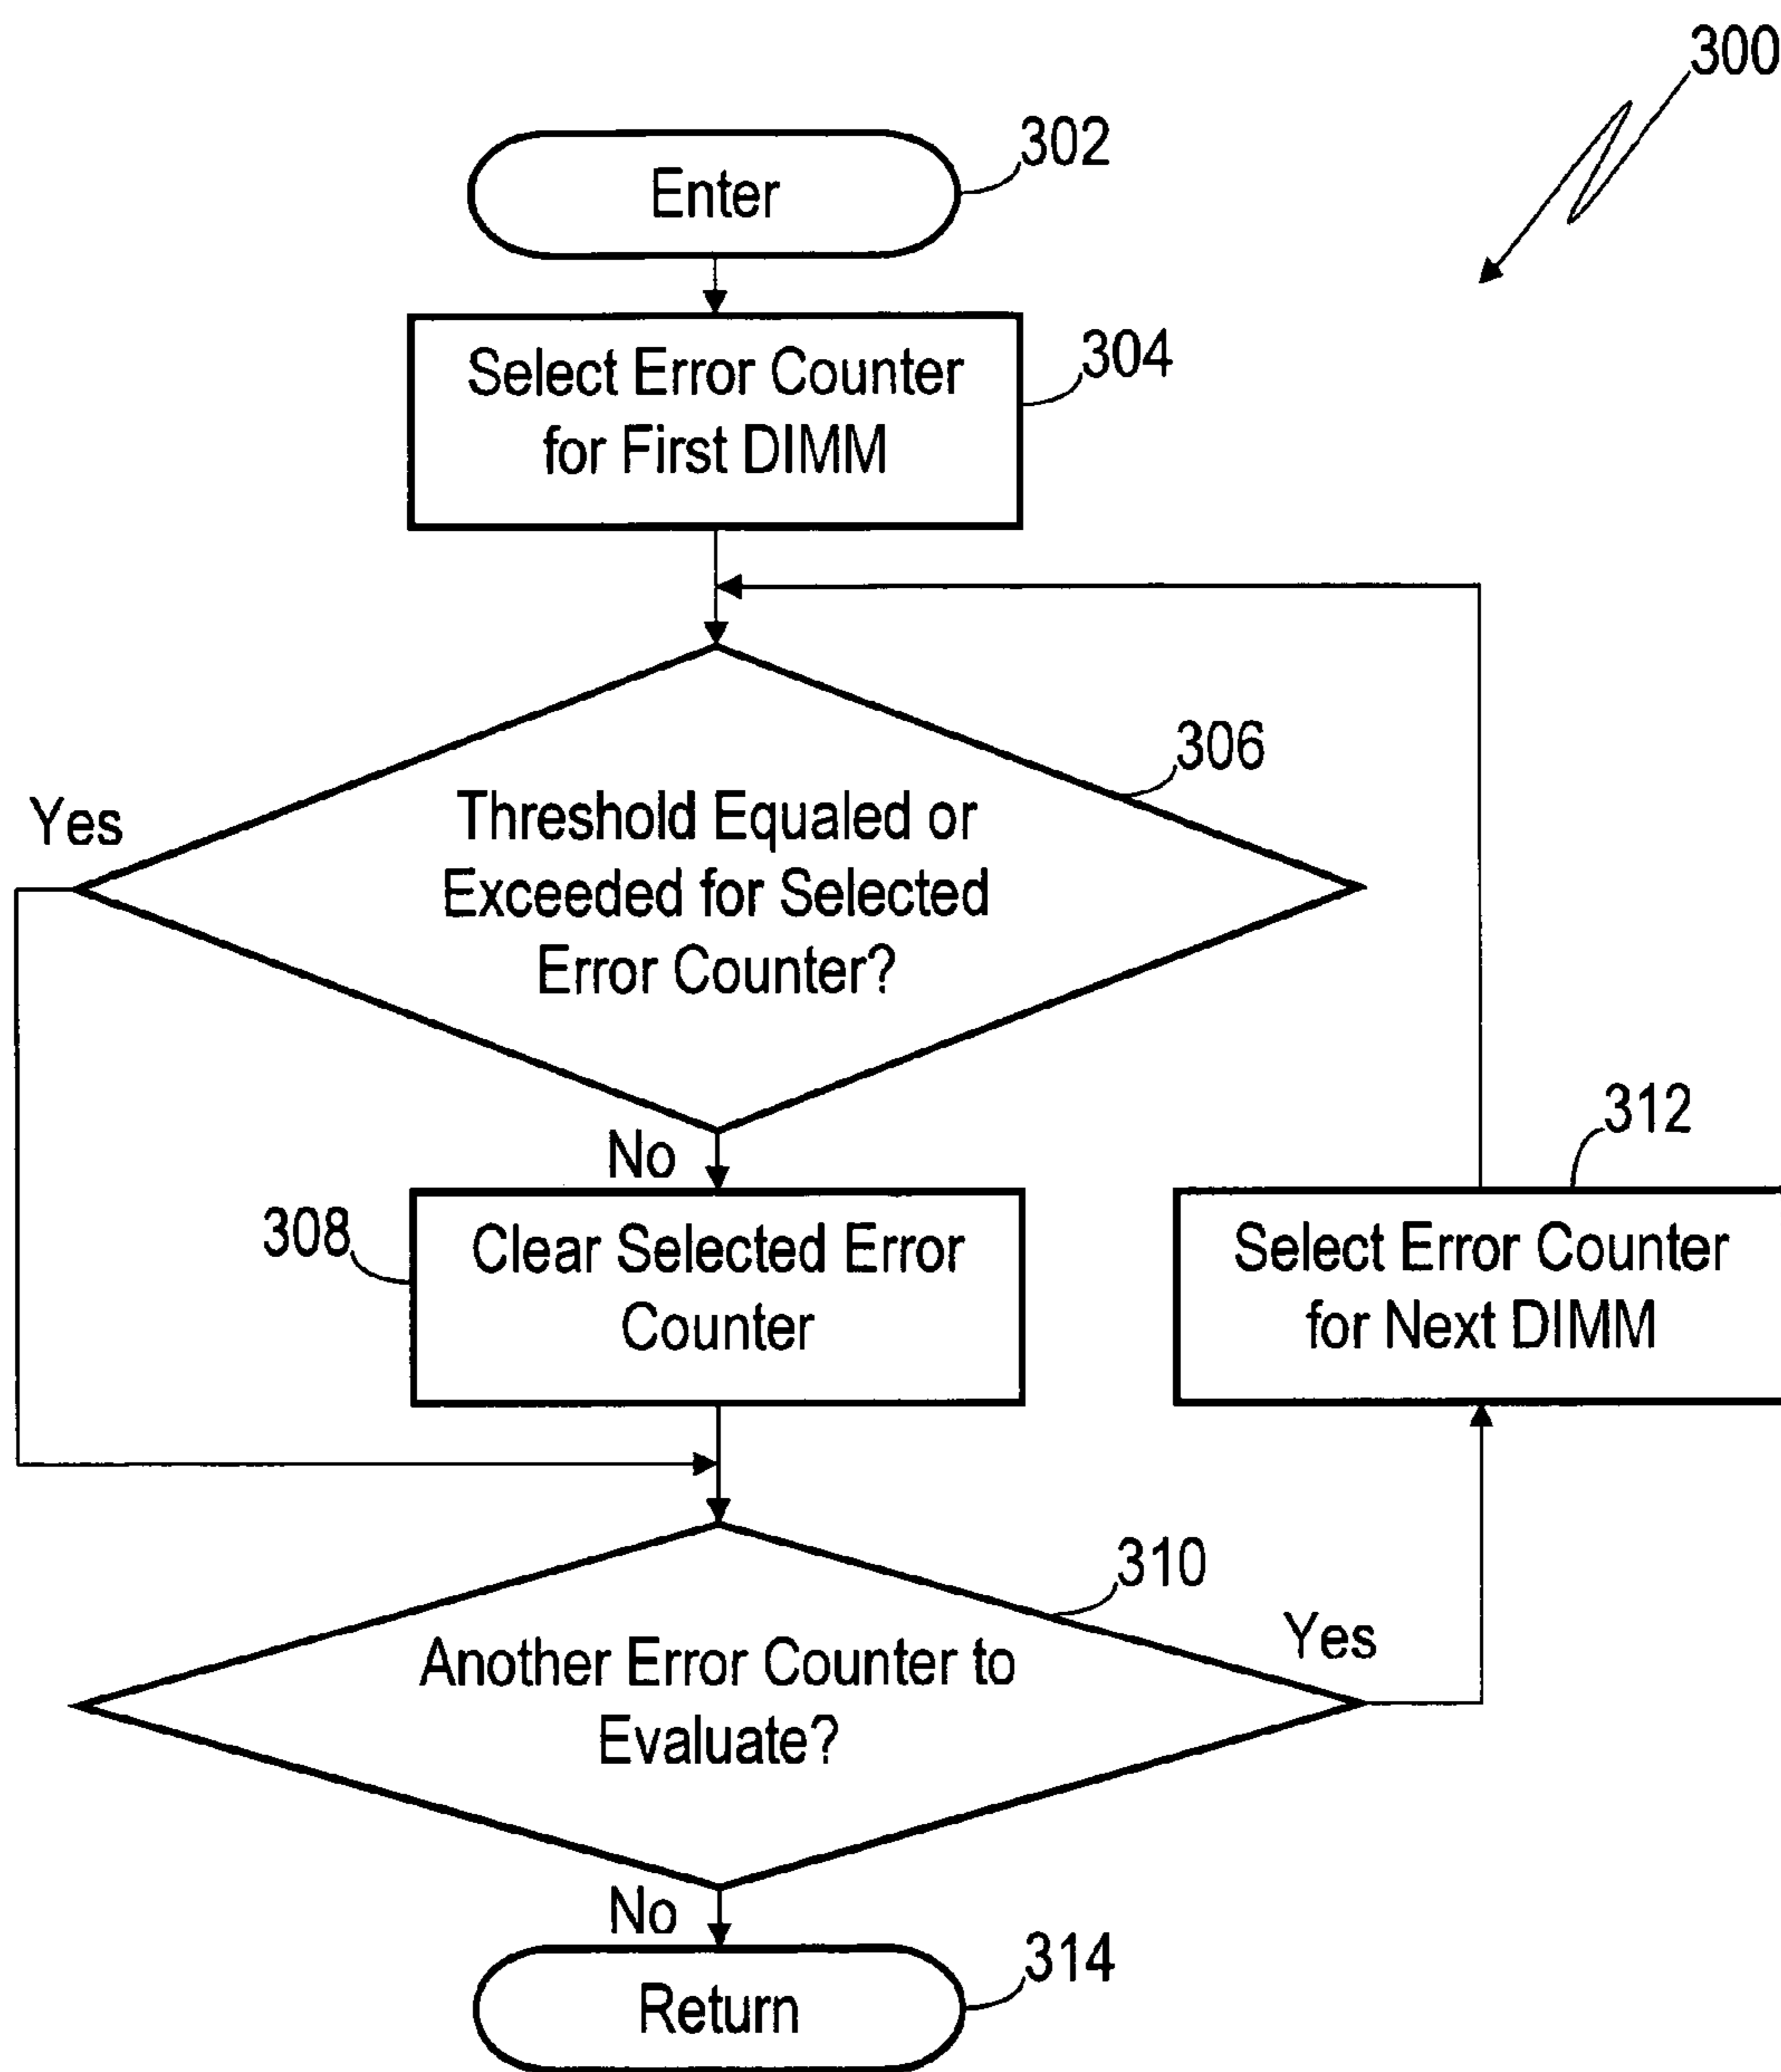 300
Enter
302
Select Error Counter
for First DIMM
304
306
Yes
Threshold Equaled or
Exceeded for Selected
Error Counter?
No
308
Clear Selected Error
Counter
312
Select Error Counter
for Next DIMM
310
Another Error Counter to
Evaluate?
Yes
No
Return
314